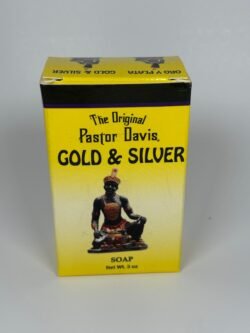 GOLD & SILVER
ORO Y PLATA
The Original
Pastor Davis,
GOLD & SILVER
SOAP
Net Wt. 3 oz